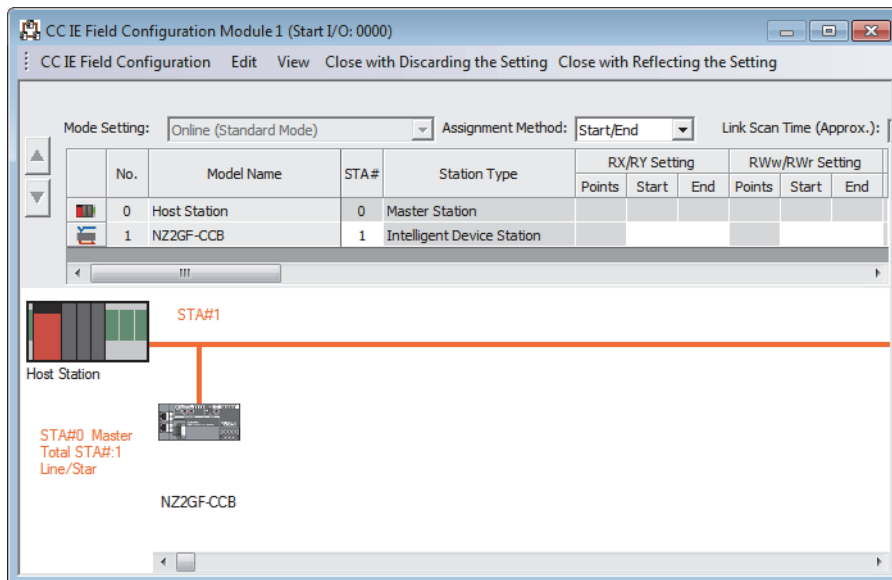 CC IE Field Configuration Module 1 (Start I/O: 0000)
CC IE Field Configuration Edit View Close with Discarding the Setting Close with Reflecting the Setting
Mode Setting: Online (Standard Mode) Assignment Method: Start/End Link Scan Time (Approx.):
No. Model Name STA# Station Type RX/RY Setting RWw/RWr Setting
Points Start End Points Start End
0 Host Station 0 Master Station
1 NZ2GF-CCB 1 Intelligent Device Station
STA#1
Host Station
STA#0 Master
Total STA#:1
Line/Star
NZ2GF-CCB